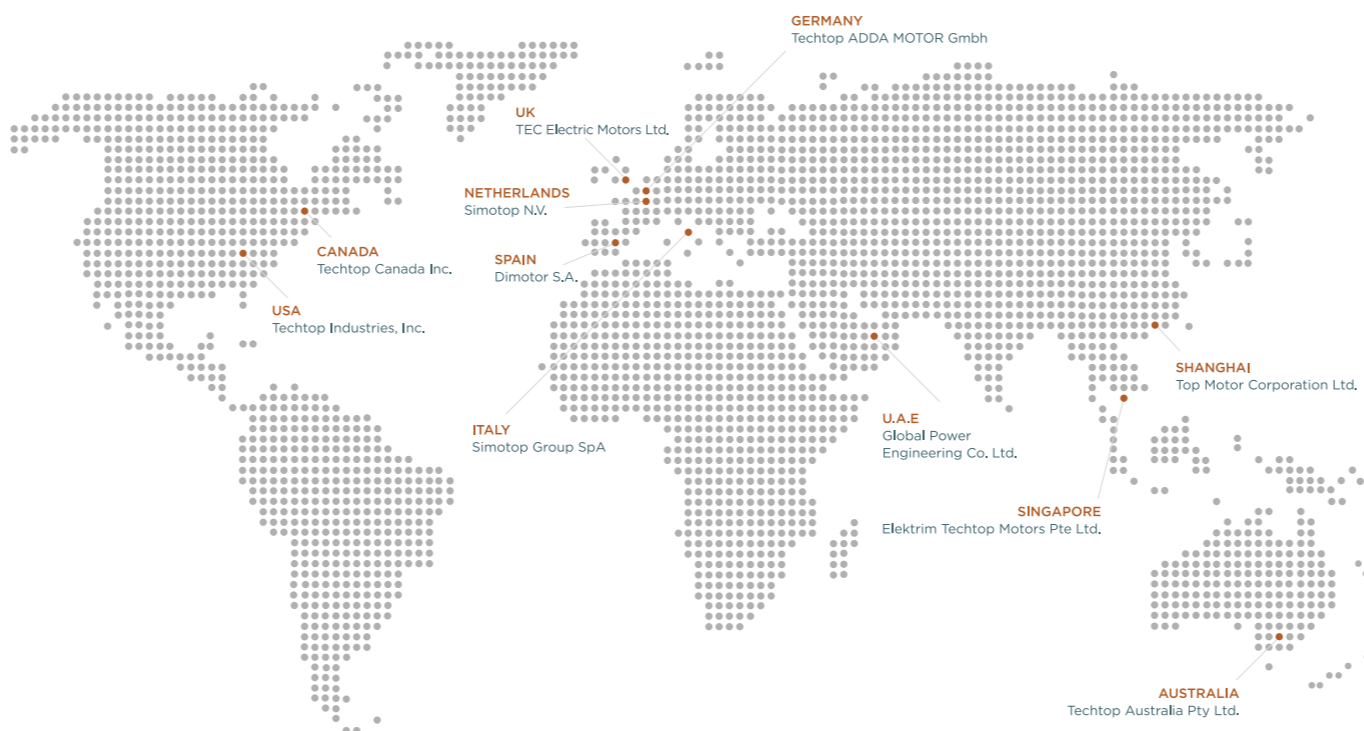 GERMANY
Techtop ADDA MOTOR Gmbh
UK
TEC Electric Motors Ltd.
NETHERLANDS
Simotop N.V.
CANADA
Techtop Canada Inc.
SPAIN
Dimotor S.A.
USA
Techtop Industries, Inc.
SHANGHAI
Top Motor Corporation Ltd.
ITALY
Simotop Group SpA
U.A.E
Global Power
Engineering Co. Ltd.
SINGAPORE
Elektrim Techtop Motors Pte Ltd.
AUSTRALIA
Techtop Australia Pty Ltd.